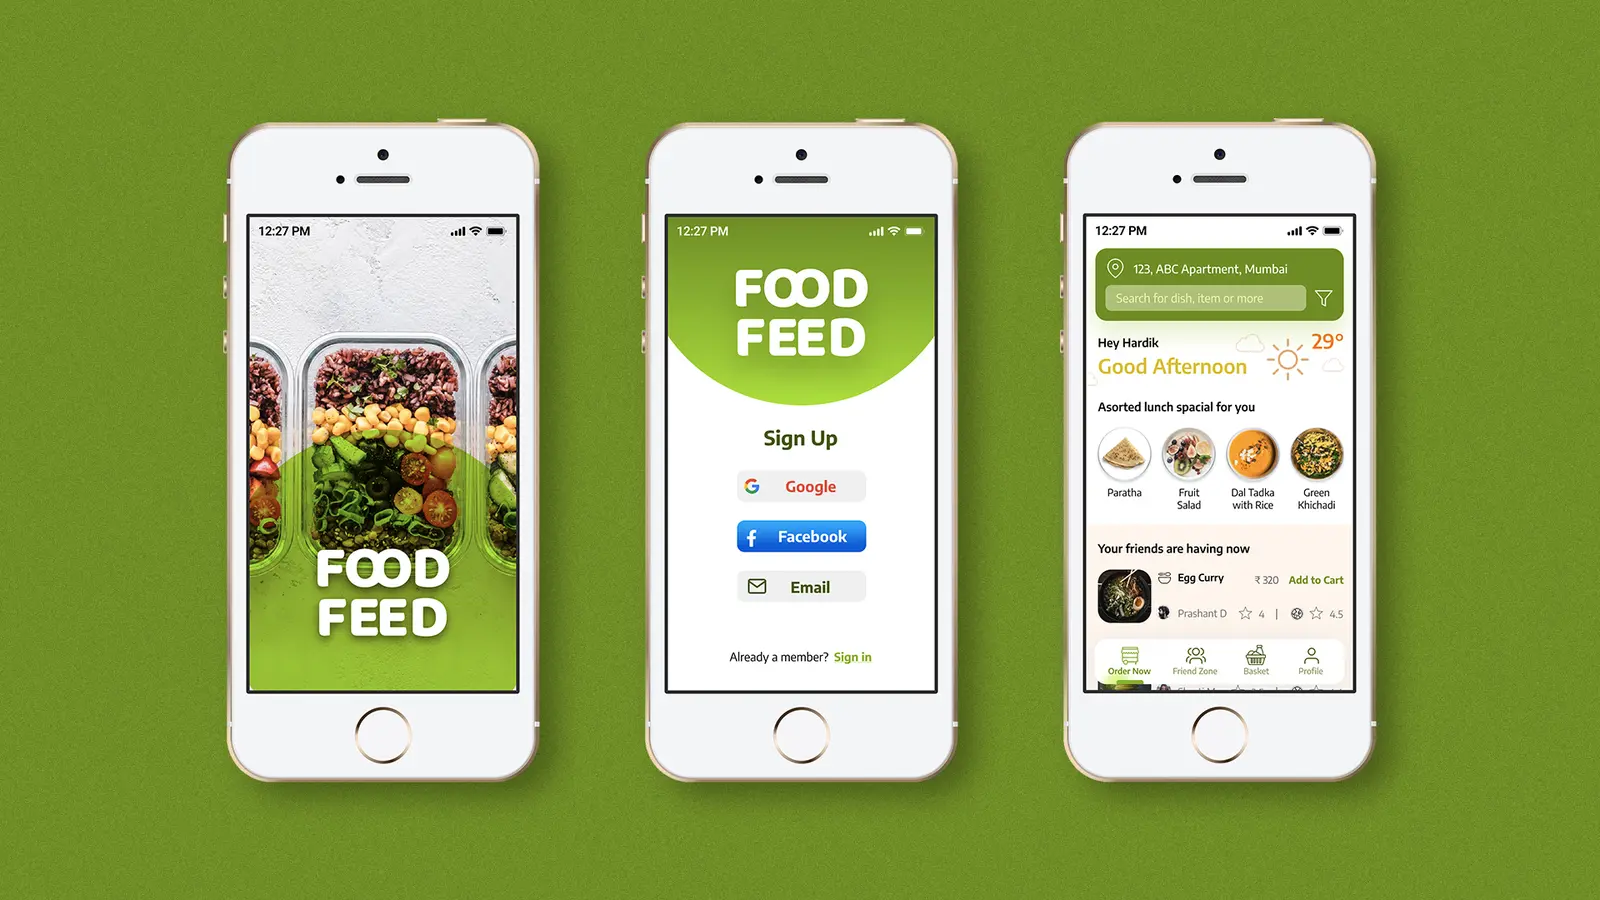 12:27 PM
FOOD
FEED
12:27 PM
FOOD
FEED
Sign Up
Google
Facebook
Email
Already a member? Sign in
12:27 PM
123, ABC Apartment, Mumbai
Search for dish, item or more
Hey Hardik
29°
Good Afternoon
Asorted lunch spacial for you
Paratha
Fruit
Salad
Dal Tadka
with Rice
Green
Khichadi
Your friends are having now
Egg Curry ₹ 320 Add to Cart
Prashant D 4 | 4.5
Order Now Friend Zone Basket Profile